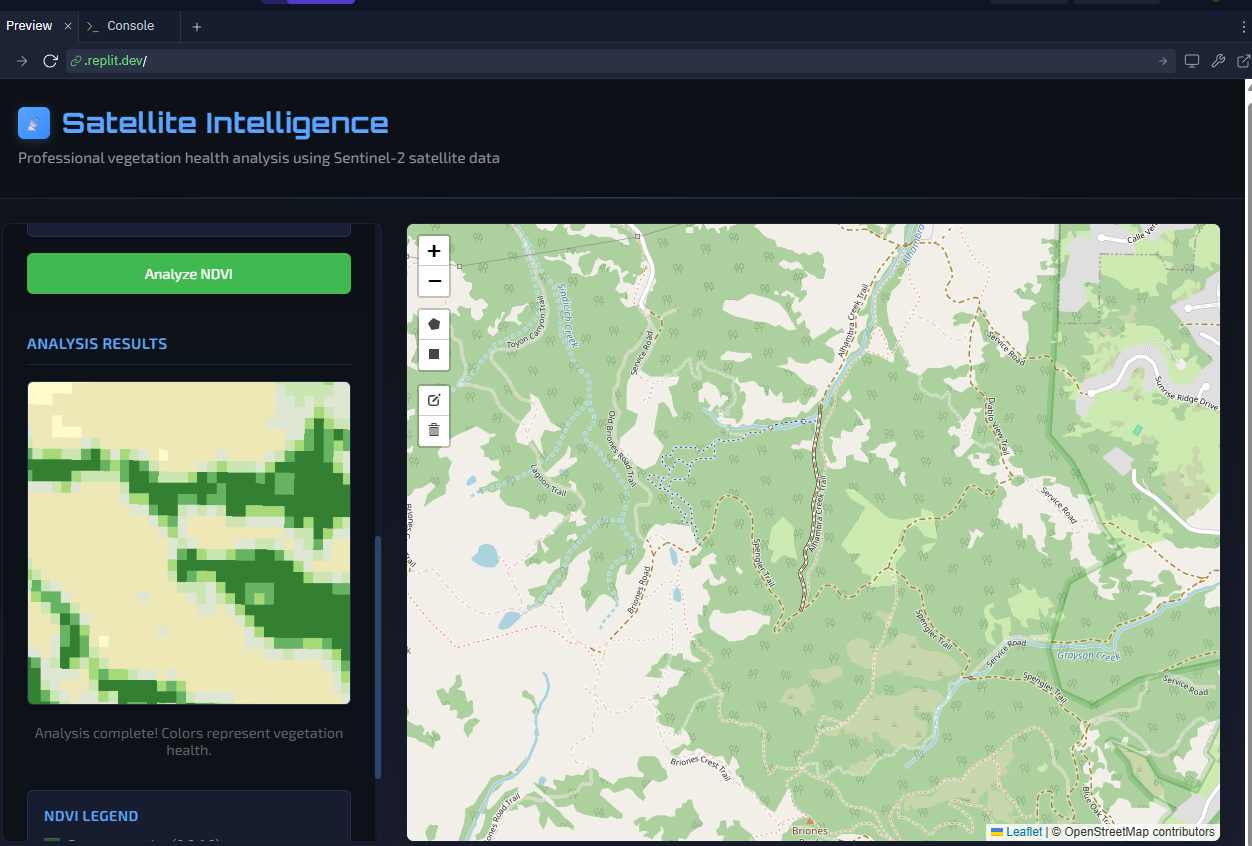 Preview
Console
.replit.dev/
Satellite Intelligence
Professional vegetation health analysis using Sentinel-2 satellite data
Analyze NDVI
ANALYSIS RESULTS
Analysis complete! Colors represent vegetation
health.
NDVI LEGEND
+
−
Sindicich Creek
Toyon Canyon Trail
Service Road
Alhambra
Alhambra Creek Trail
Calle Ver
Service Road
Sunrise Ridge Drive
Diablo View Trail
Old Briones Road Trail
Lagoon Trail
Alhambra Creek Trail
Service Road
Spengler Trail
Briones Road
Spengler Trail
Service Road
Grayson Creek
Spengler Trail
Service Road
Briones Crest Trail
Blue Oak
Briones Road Trail
Briones
Leaflet | © OpenStreetMap contributors